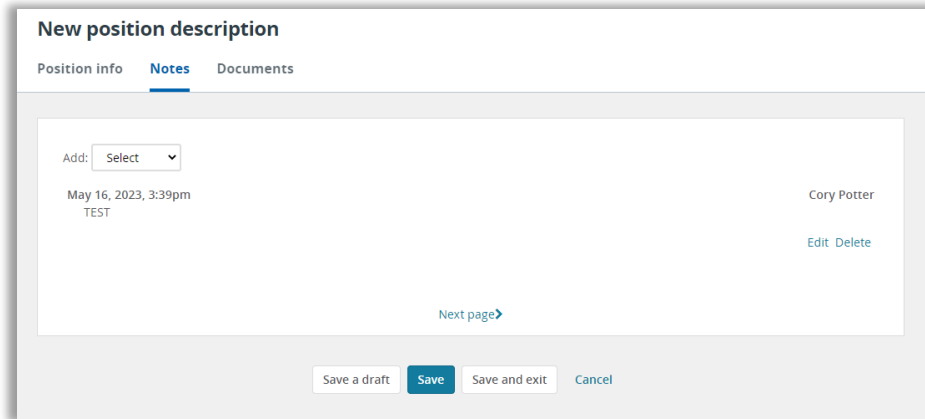 New position description
Position info Notes Documents
Add: Select
May 16, 2023, 3:39pm Cory Potter
TEST
Edit Delete
Next page
Save a draft Save Save and exit Cancel